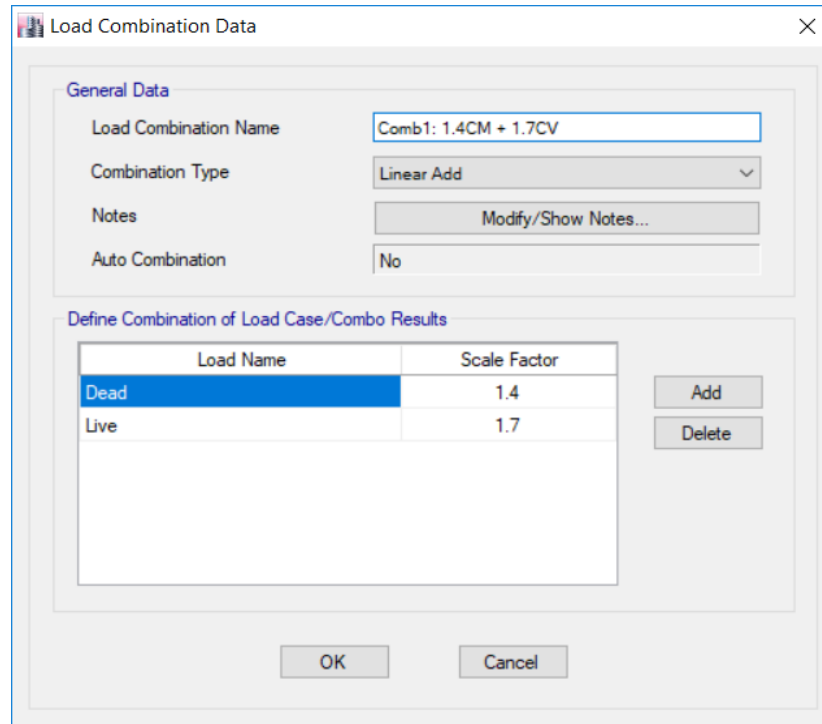 Load Combination Data
General Data
Load Combination Name Comb1: 1.4CM + 1.7CV
Combination Type Linear Add
Notes Modify/Show Notes...
Auto Combination No
Define Combination of Load Case/Combo Results
Load Name Scale Factor
Dead 1.4 Add
Live 1.7 Delete
OK Cancel